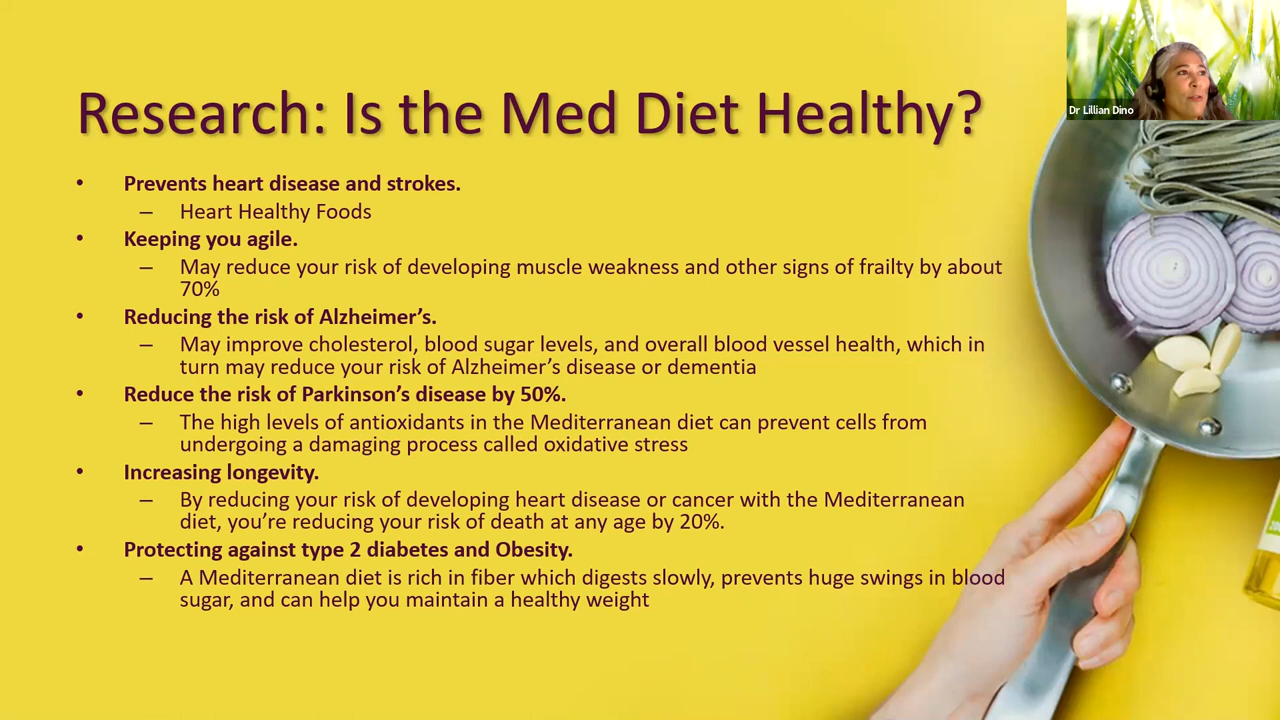 Dr Lillian Dino
Research: Is the Med Diet Healthy?
• Prevents heart disease and strokes.
– Heart Healthy Foods
• Keeping you agile.
– May reduce your risk of developing muscle weakness and other signs of frailty by about
70%
• Reducing the risk of Alzheimer’s.
– May improve cholesterol, blood sugar levels, and overall blood vessel health, which in
turn may reduce your risk of Alzheimer’s disease or dementia
• Reduce the risk of Parkinson’s disease by 50%.
– The high levels of antioxidants in the Mediterranean diet can prevent cells from
undergoing a damaging process called oxidative stress
• Increasing longevity.
– By reducing your risk of developing heart disease or cancer with the Mediterranean
diet, you’re reducing your risk of death at any age by 20%.
• Protecting against type 2 diabetes and Obesity.
– A Mediterranean diet is rich in fiber which digests slowly, prevents huge swings in blood
sugar, and can help you maintain a healthy weight